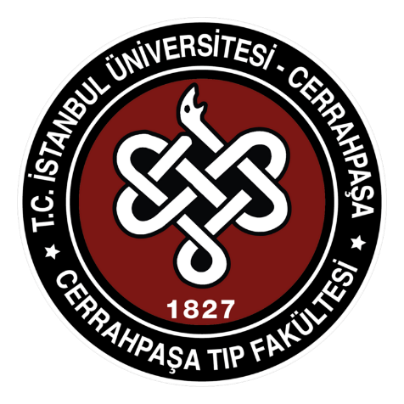 T.C. İSTANBUL ÜNİVERSİTESİ - CERRAHPAŞA
1827
CERRAHPAŞA TIP FAKÜLTESİ